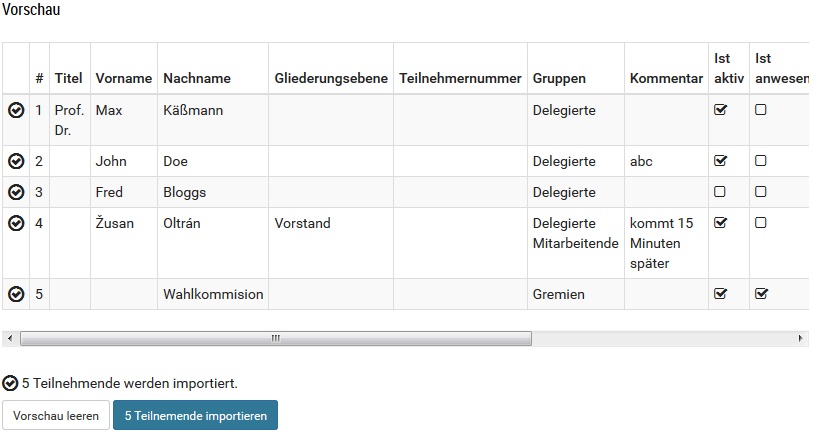 Vorschau
# Titel Vorname Nachname Gliederungsebene Teilnehmernummer Gruppen Kommentar Ist aktiv Ist anwesen
1 Prof. Dr. Max Käßmann Delegierte
2 John Doe Delegierte abc
3 Fred Bloggs Delegierte
4 Žusan Oltrán Vorstand Delegierte Mitarbeitende kommt 15 Minuten später
5 Wahlkommision Gremien
5 Teilnehmende werden importiert.
Vorschau leeren 5 Teilnemende importieren